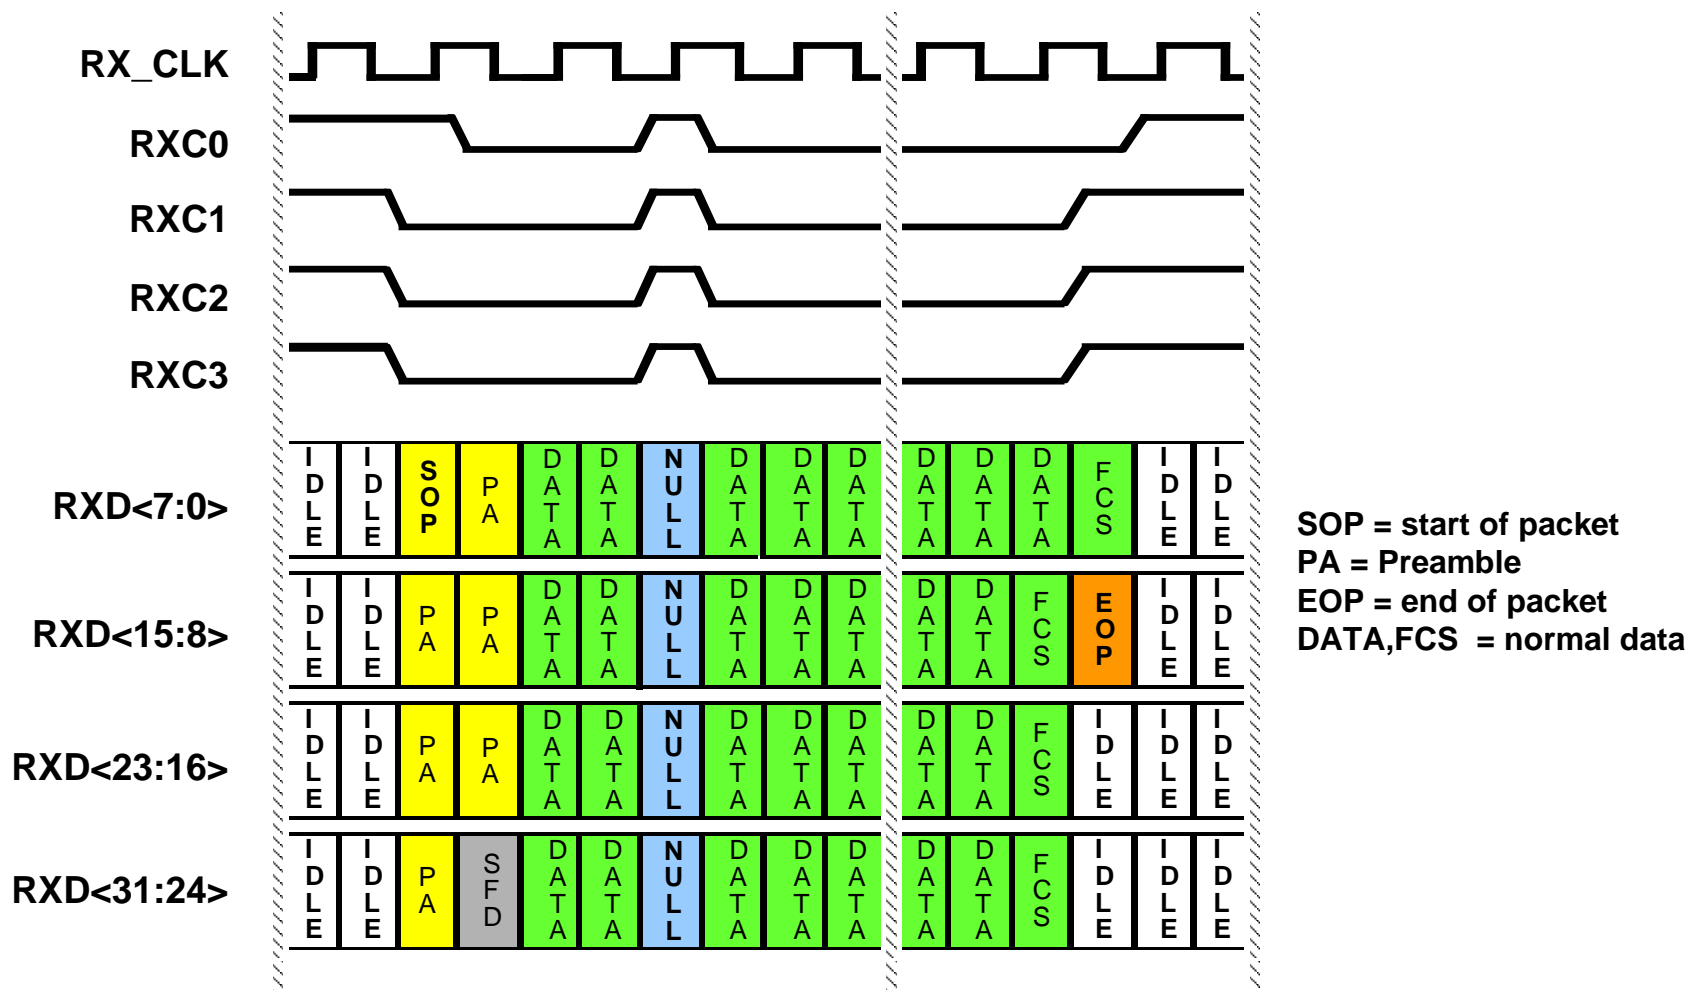 RX_CLK
RXC0
RXC1
RXC2
RXC3
RXD<7:0> IDLE IDLE SOP PA DATA DATA NULL DATA DATA DATA DATA DATA DATA FCS IDLE IDLE
RXD<15:8> IDLE IDLE PA PA DATA DATA NULL DATA DATA DATA DATA DATA FCS EOP IDLE IDLE
RXD<23:16> IDLE IDLE PA PA DATA DATA NULL DATA DATA DATA DATA DATA FCS IDLE IDLE IDLE
RXD<31:24> IDLE IDLE PA SFD DATA DATA NULL DATA DATA DATA DATA DATA FCS IDLE IDLE IDLE
SOP = start of packet
PA = Preamble
EOP = end of packet
DATA,FCS = normal data